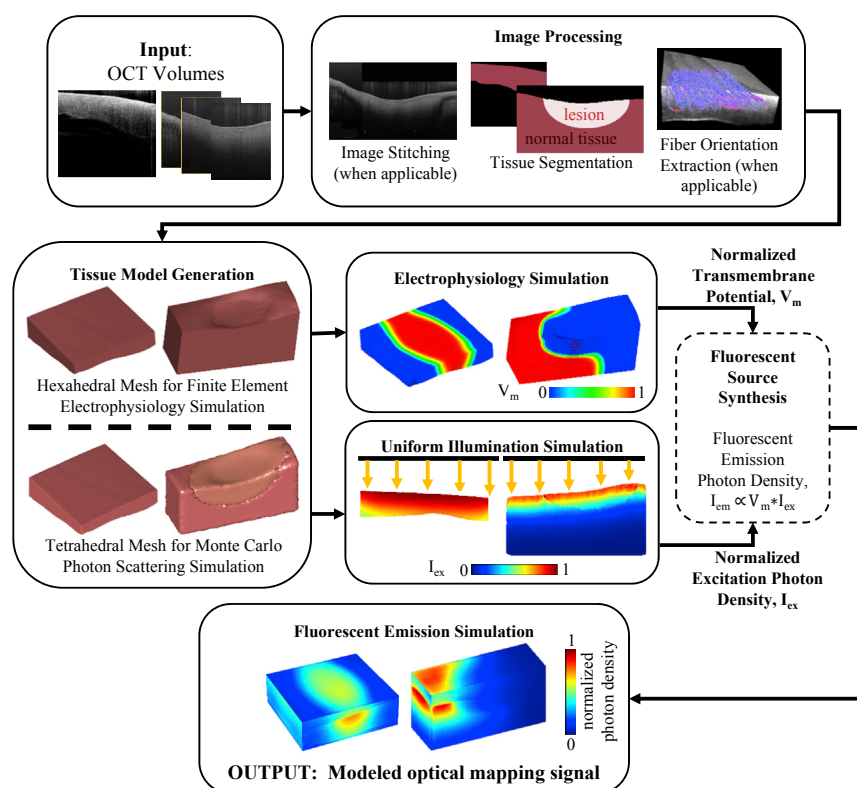 Input:
OCT Volumes
Image Processing
lesion
normal tissue
Image Stitching
(when applicable)
Tissue Segmentation
Fiber Orientation
Extraction (when
applicable)
Tissue Model Generation
Hexahedral Mesh for Finite Element
Electrophysiology Simulation
Tetrahedral Mesh for Monte Carlo
Photon Scattering Simulation
Electrophysiology Simulation
Vm 0 1
Uniform Illumination Simulation
Iex 0 1
Normalized
Transmembrane
Potential, Vm
Fluorescent
Source
Synthesis
Fluorescent
Emission
Photon Density,
Iem∝Vm*Iex
Normalized
Excitation Photon
Density, Iex
Fluorescent Emission Simulation
1
normalized
photon density
0
OUTPUT: Modeled optical mapping signal